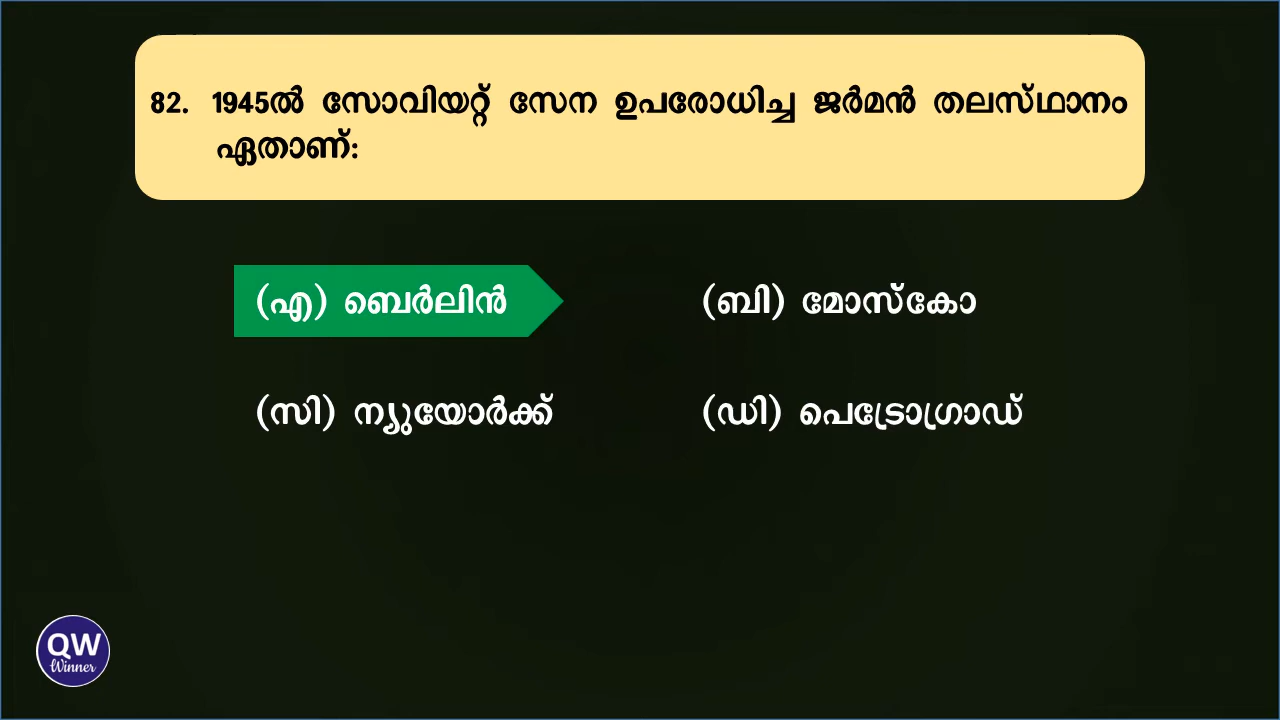 82. 1945ൽ സോവിയറ്റ് സേന ഉപരോധിച്ച ജർമൻ തലസ്ഥാനം
ഏതാണ്:
(എ) ബെർലിൻ (ബി) മോസ്കോ
(സി) ന്യൂയോർക്ക് (ഡി) പെട്രോഗ്രാഡ്
QW
Winner